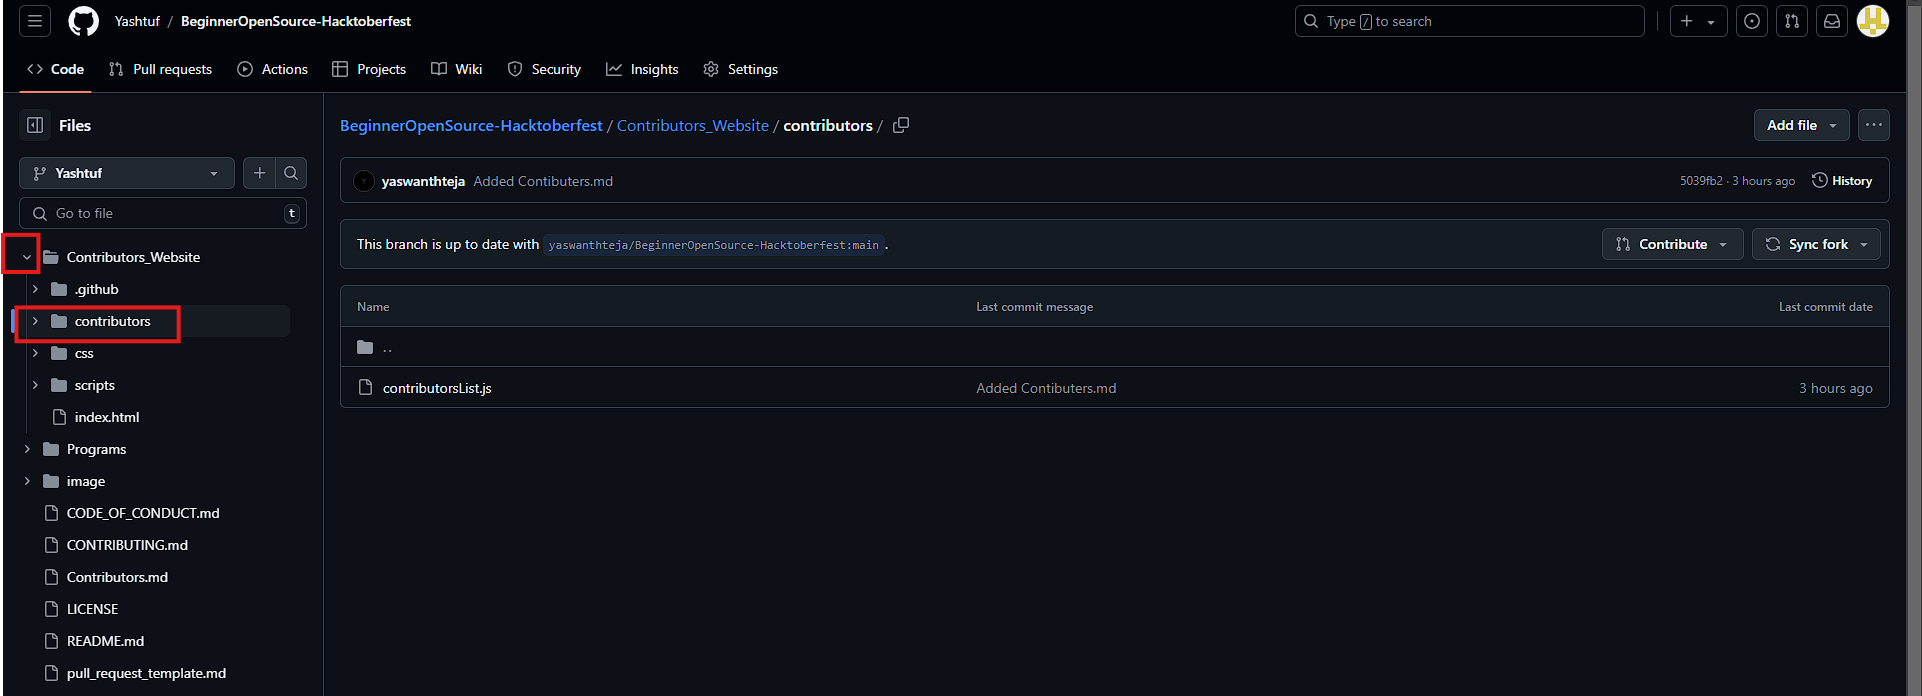 Yashtuf / BeginnerOpenSource-Hacktoberfest
Type / to search
Code Pull requests Actions Projects Wiki Security Insights Settings
Files
Yashtuf
Go to file
t
Contributors_Website
.github
contributors
css
scripts
index.html
Programs
image
CODE_OF_CONDUCT.md
CONTRIBUTING.md
Contributors.md
LICENSE
README.md
pull_request_template.md
BeginnerOpenSource-Hacktoberfest / Contributors_Website / contributors /
Add file
yaswanthteja Added Contibuters.md
5039fb2 · 3 hours ago
History
This branch is up to date with yaswanthteja/BeginnerOpenSource-Hacktoberfest:main .
Contribute
Sync fork
Name Last commit message Last commit date
..
contributorsList.js Added Contibuters.md 3 hours ago